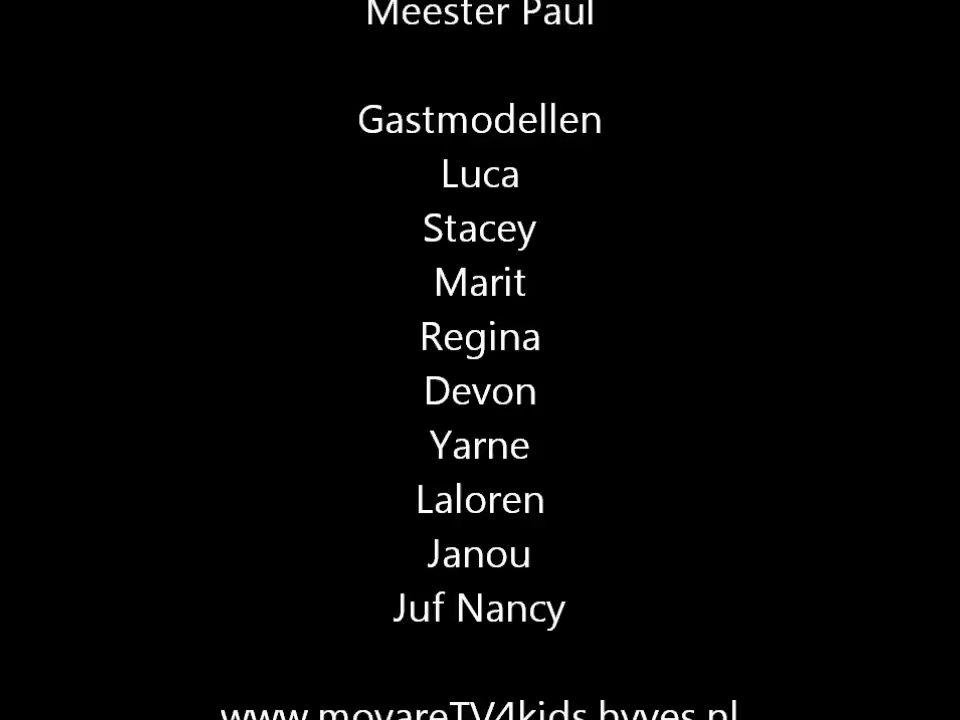 Meester Paul
Gastmodellen
Luca
Stacey
Marit
Regina
Devon
Yarne
Laloren
Janou
Juf Nancy
www.movareTV4kids.hyves.nl